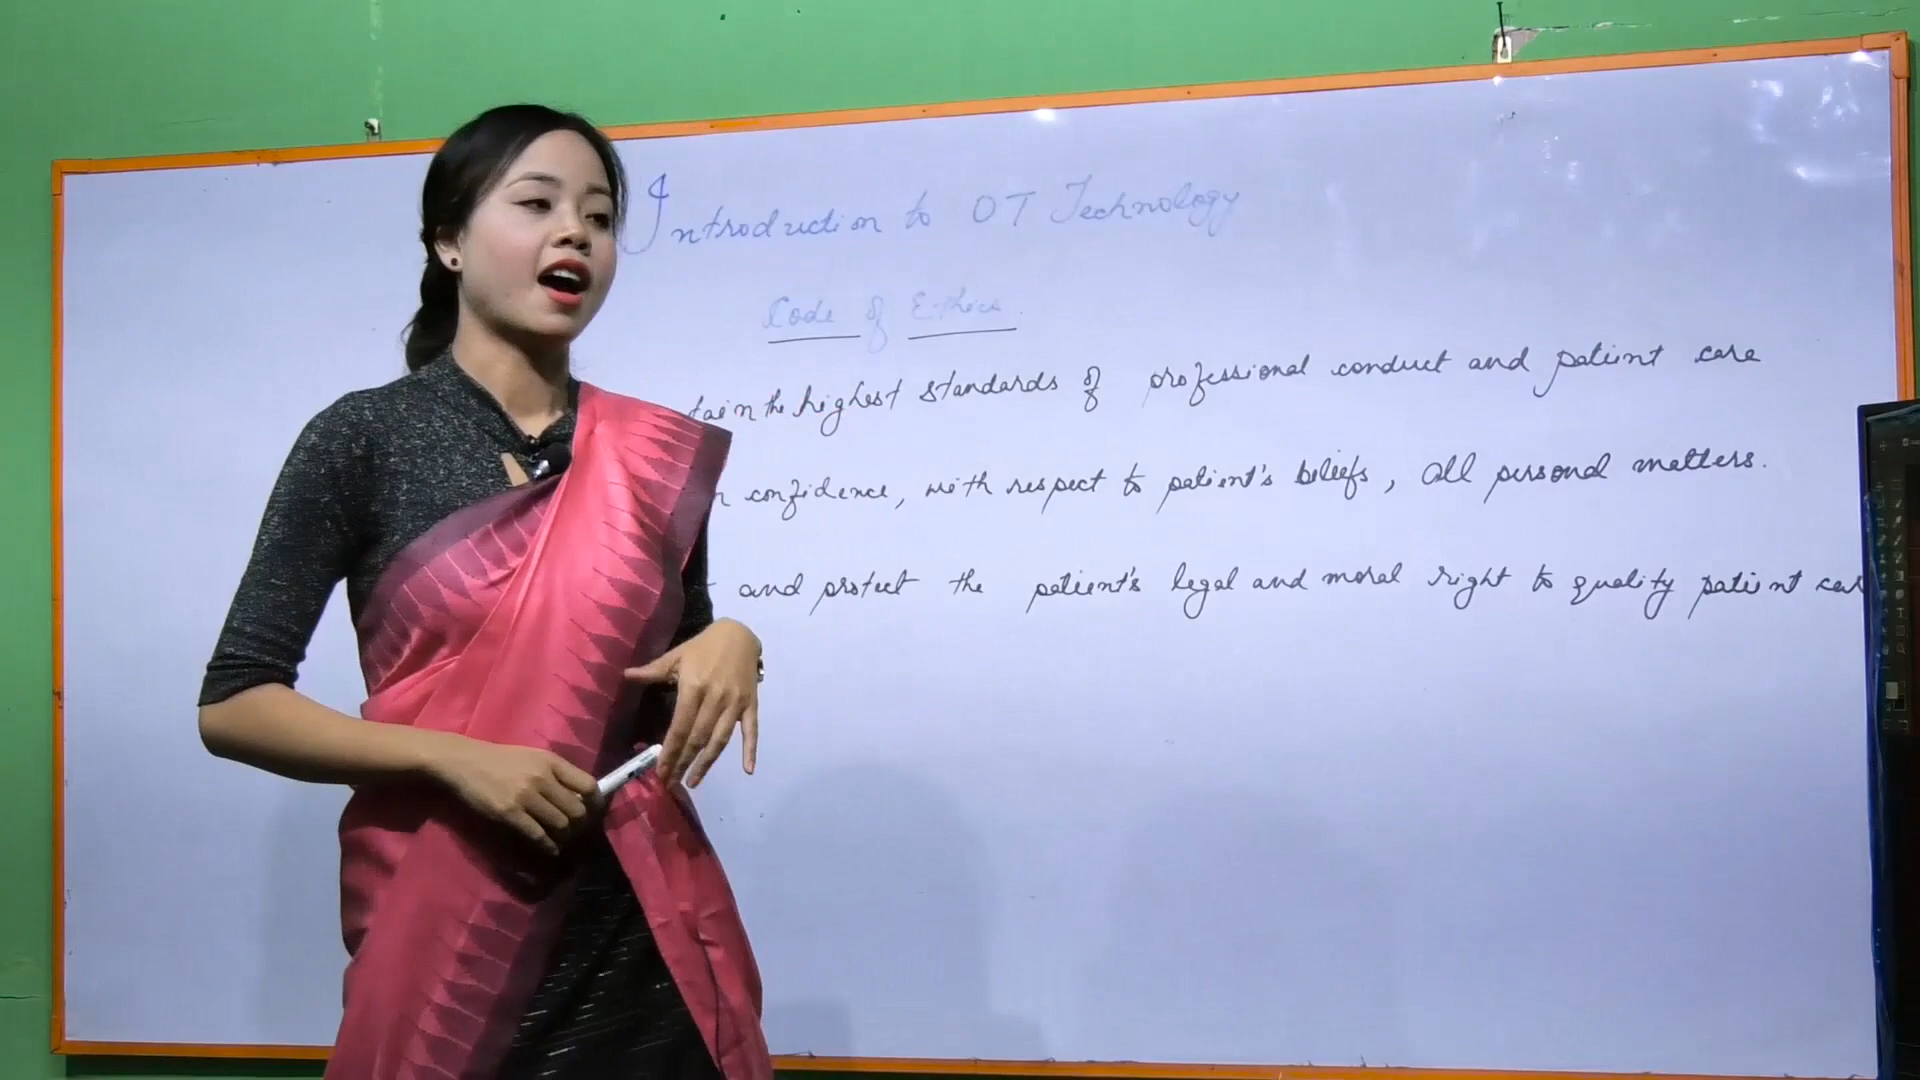 Introduction to OT Technology
Code of Ethics
tain the highest standards of professional conduct and patient care
n confidence, with respect to patient's beliefs, all personal matters.
and protect the patient's legal and moral right to quality patient car